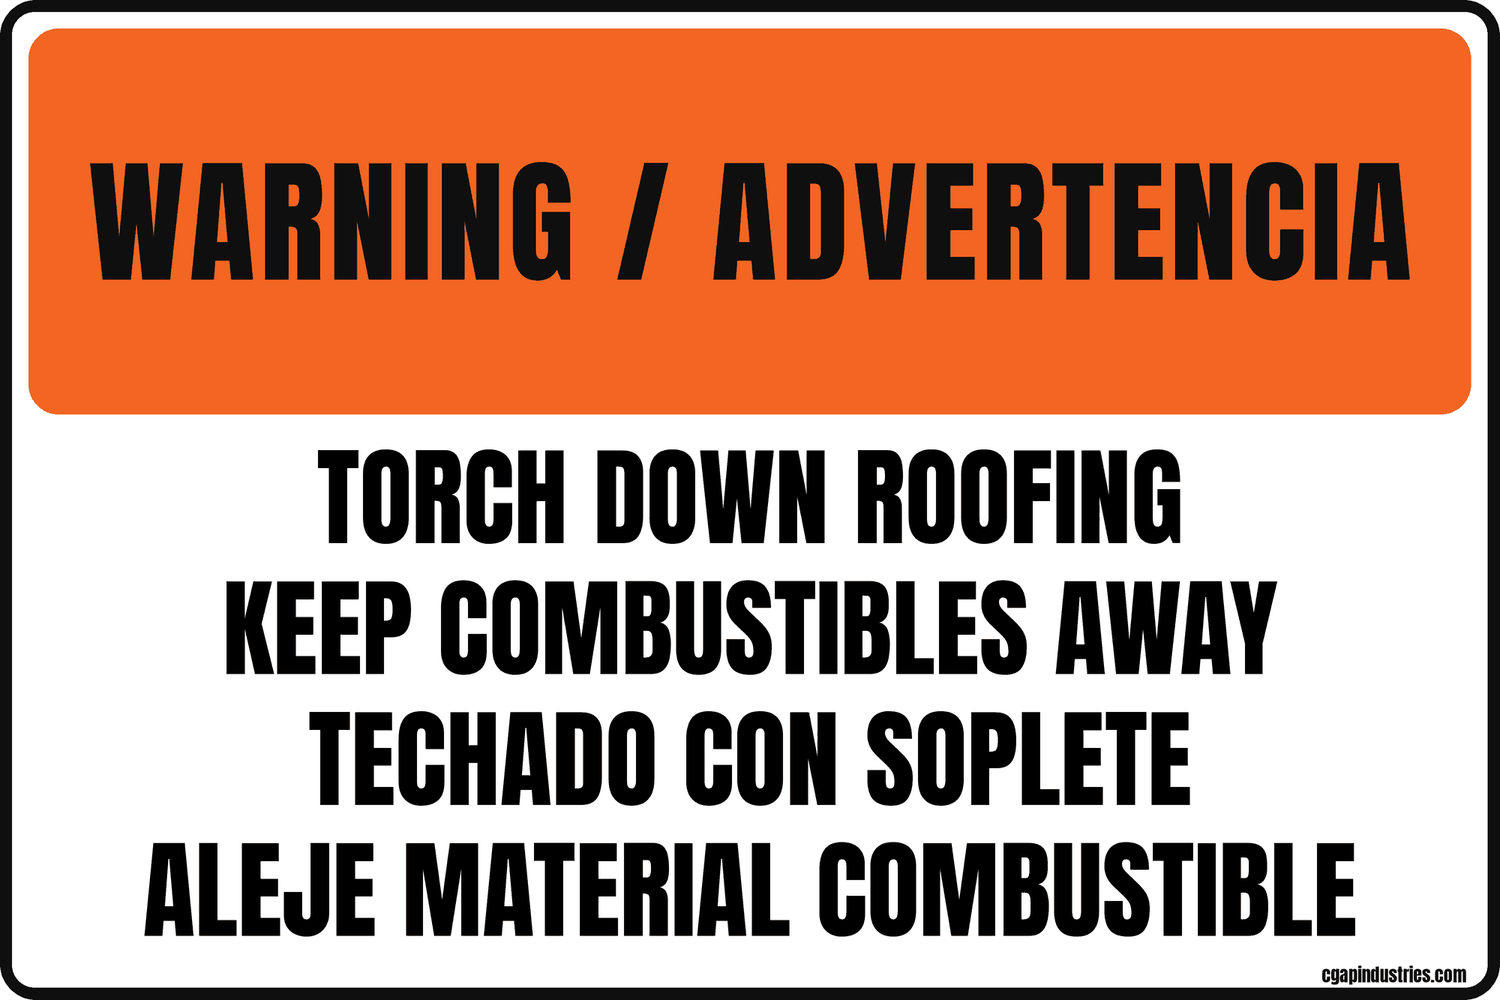 WARNING / ADVERTENCIA
TORCH DOWN ROOFING
KEEP COMBUSTIBLES AWAY
TECHADO CON SOPLETE
ALEJE MATERIAL COMBUSTIBLE
cgapindustries.com